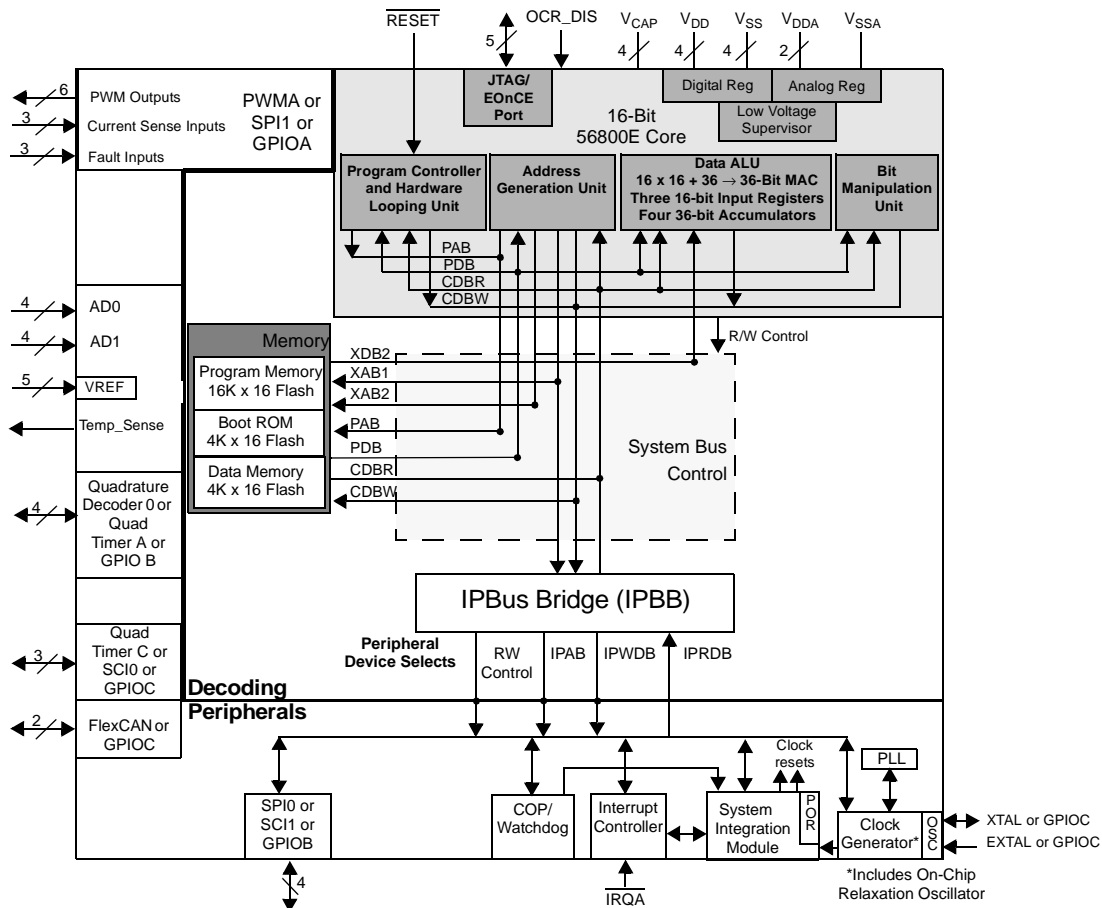 RESET
5
OCR_DIS
VCAP
VDD
VSS
VDDA
VSSA
4
4
4
2
6
PWM Outputs
3
Current Sense Inputs
3
Fault Inputs
PWMA or
SPI1 or
GPIOA
JTAG/
EOnCE
Port
Digital Reg
Analog Reg
Low Voltage
Supervisor
16-Bit
56800E Core
Program Controller
and Hardware
Looping Unit
Address
Generation Unit
Data ALU
16 x 16 + 36 → 36-Bit MAC
Three 16-bit Input Registers
Four 36-bit Accumulators
Bit
Manipulation
Unit
PAB
PDB
CDBR
CDBW
4
AD0
4
AD1
5
VREF
Temp_Sense
Memory
Program Memory
16K x 16 Flash
Boot ROM
4K x 16 Flash
Data Memory
4K x 16 Flash
XDB2
XAB1
XAB2
PAB
PDB
CDBR
CDBW
R/W Control
System Bus
Control
4
Quadrature
Decoder 0 or
Quad
Timer A or
GPIO B
IPBus Bridge (IPBB)
3
Quad
Timer C or
SCI0 or
GPIOC
Peripheral
Device Selects
RW
Control
IPAB
IPWDB
IPRDB
Decoding
Peripherals
2
FlexCAN or
GPIOC
Clock
resets
PLL
SPI0 or
SCI1 or
GPIOB
COP/
Watchdog
Interrupt
Controller
System
Integration
Module
POR
Clock
Generator*
OSC
XTAL or GPIOC
EXTAL or GPIOC
4
IRQA
*Includes On-Chip
Relaxation Oscillator